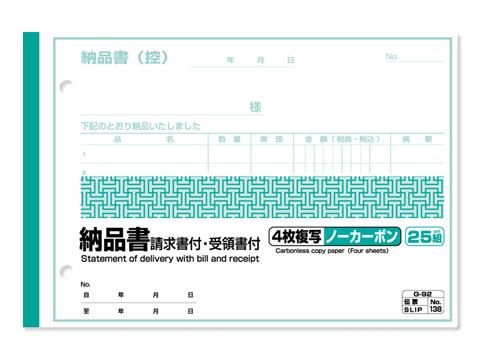 納品書（控）
年 月 日
No.
様
下記のとおり納品いたしました
品 名 数量 単価 金額（税抜・税込） 摘要
1
2
納品書請求書付・受領書付
Statement of delivery with bill and receipt
4枚複写 ノーカーボン
Carbonless copy paper (Four sheets)
25組
set
No.
自 年 月 日
至 年 月 日
G-92
伝票 No.
SLIP 138